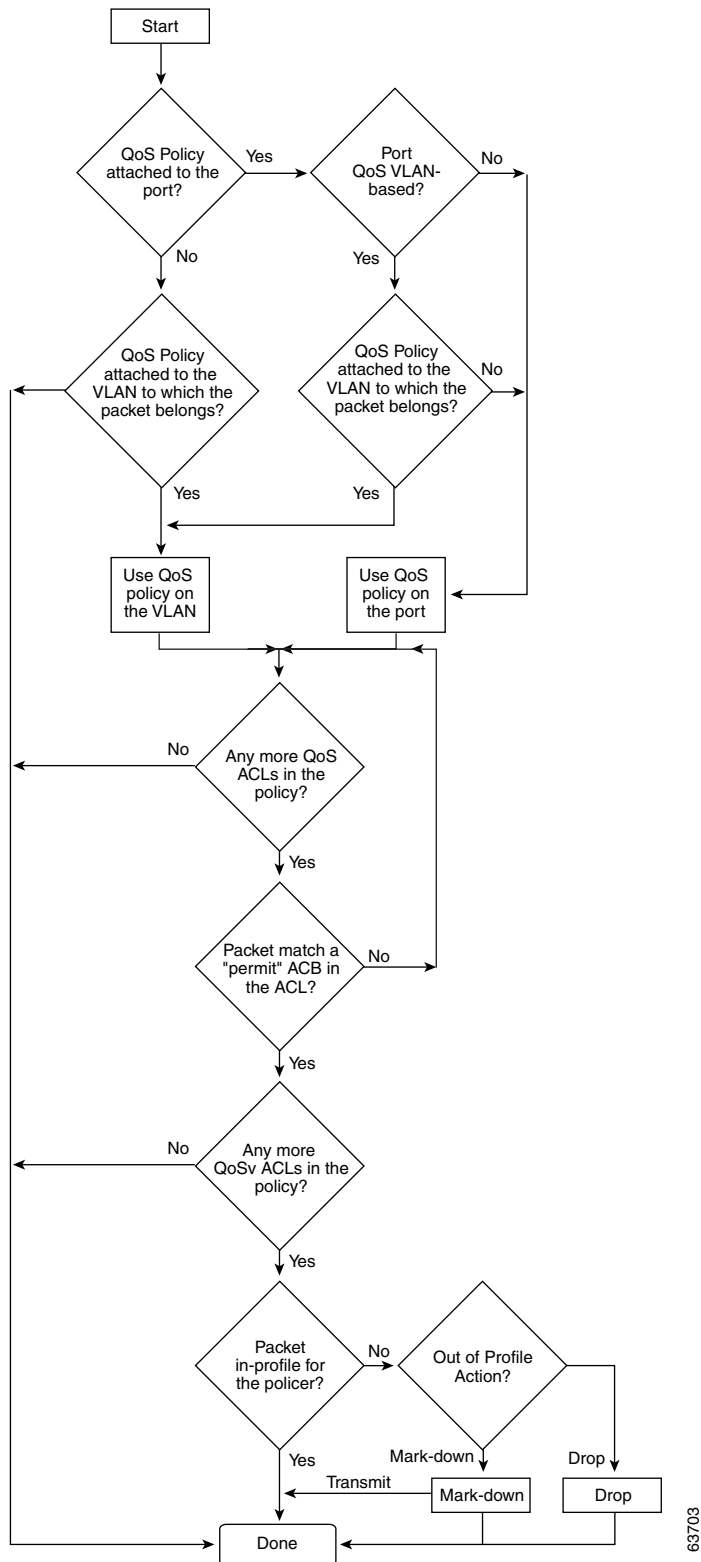 Start
QoS Policy
attached to the
port?
Yes
Port
QoS VLAN-
based?
No
No
Yes
QoS Policy
attached to the
VLAN to which the
packet belongs?
QoS Policy
attached to the
VLAN to which the
packet belongs?
No
Yes
Yes
Use QoS
policy on
the VLAN
Use QoS
policy on
the port
No
Any more QoS
ACLs in the
policy?
Yes
Packet match a
"permit" ACB in
the ACL?
No
Yes
No
Any more
QoSv ACLs in the
policy?
Yes
Packet
in-profile for
the policer?
No
Out of Profile
Action?
Yes
Mark-down
Drop
Transmit
Mark-down
Drop
Done
63703